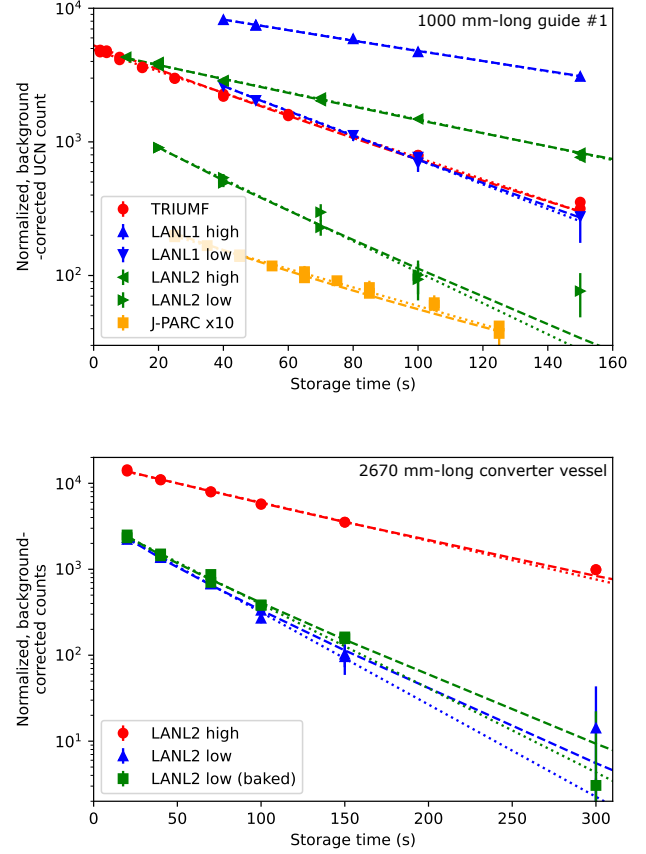 1000 mm-long guide #1
Normalized, background
-corrected UCN count
10⁴
10³
10²
TRIUMF
LANL1 high
LANL1 low
LANL2 high
LANL2 low
J-PARC x10
0 20 40 60 80 100 120 140 160
Storage time (s)
2670 mm-long converter vessel
Normalized, background-
corrected counts
10⁴
10³
10²
10¹
LANL2 high
LANL2 low
LANL2 low (baked)
0 50 100 150 200 250 300
Storage time (s)